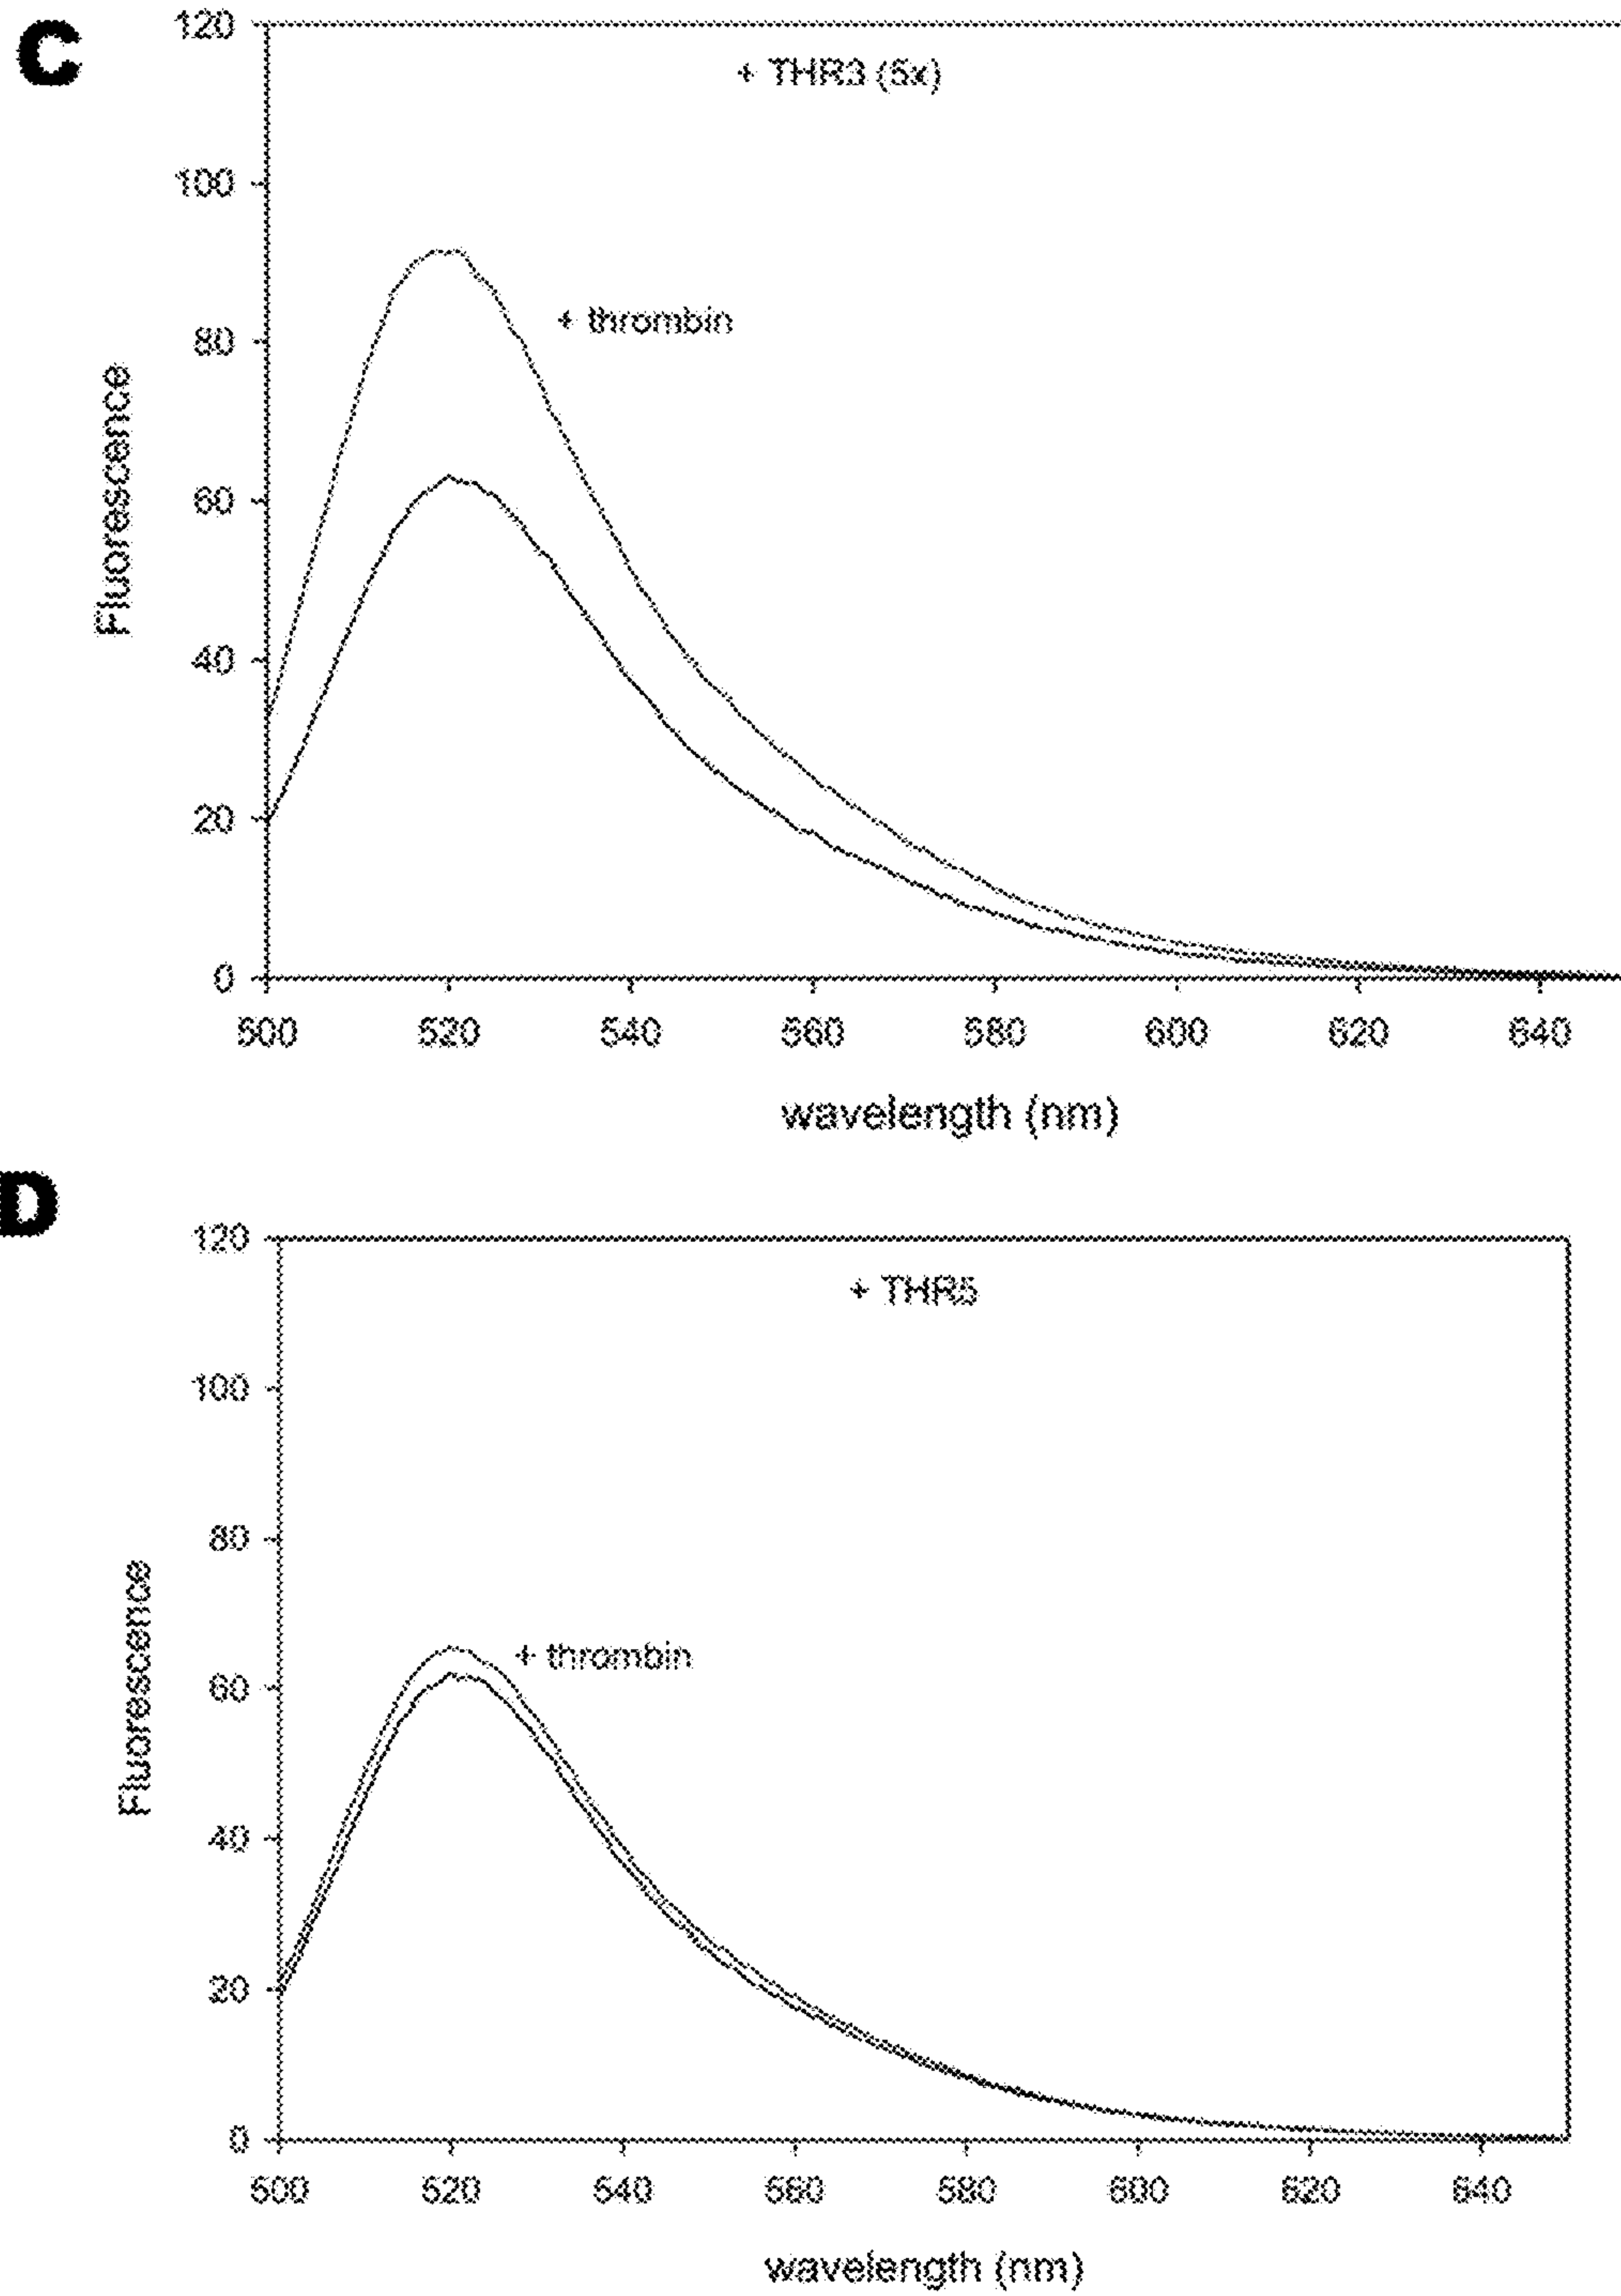 C
120
+ THR3 (5x)
100
+ thrombin
80
60
40
20
0
Fluorescence
500 520 540 560 580 600 620 640
wavelength (nm)
D
120
+ THR5
100
80
+ thrombin
60
40
20
0
Fluorescence
500 520 540 560 580 600 620 640
wavelength (nm)